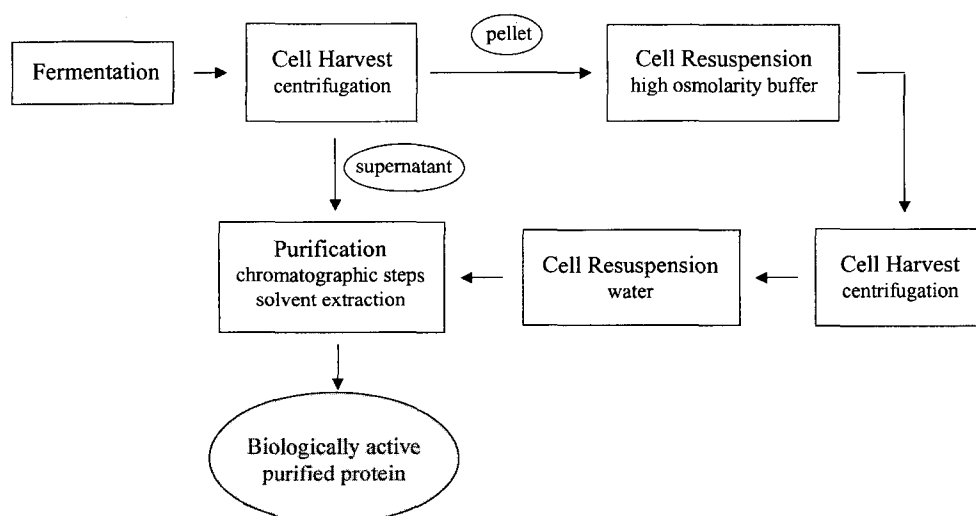 pellet
Fermentation
Cell Harvest
centrifugation
Cell Resuspension
high osmolarity buffer
supernatant
Purification
chromatographic steps
solvent extraction
Cell Resuspension
water
Cell Harvest
centrifugation
Biologically active
purified protein